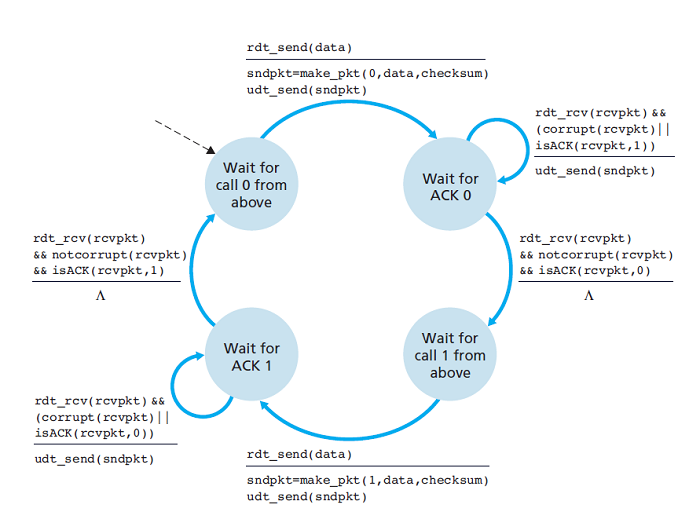 rdt_send(data)
sndpkt=make_pkt(0,data,checksum)
udt_send(sndpkt)
Wait for
call 0 from
above
Wait for
ACK 0
rdt_rcv(rcvpkt) &&
(corrupt(rcvpkt)||
isACK(rcvpkt,1))
udt_send(sndpkt)
rdt_rcv(rcvpkt)
&& notcorrupt(rcvpkt)
&& isACK(rcvpkt,1)
Λ
rdt_rcv(rcvpkt)
&& notcorrupt(rcvpkt)
&& isACK(rcvpkt,0)
Λ
Wait for
ACK 1
Wait for
call 1 from
above
rdt_rcv(rcvpkt) &&
(corrupt(rcvpkt)||
isACK(rcvpkt,0))
udt_send(sndpkt)
rdt_send(data)
sndpkt=make_pkt(1,data,checksum)
udt_send(sndpkt)